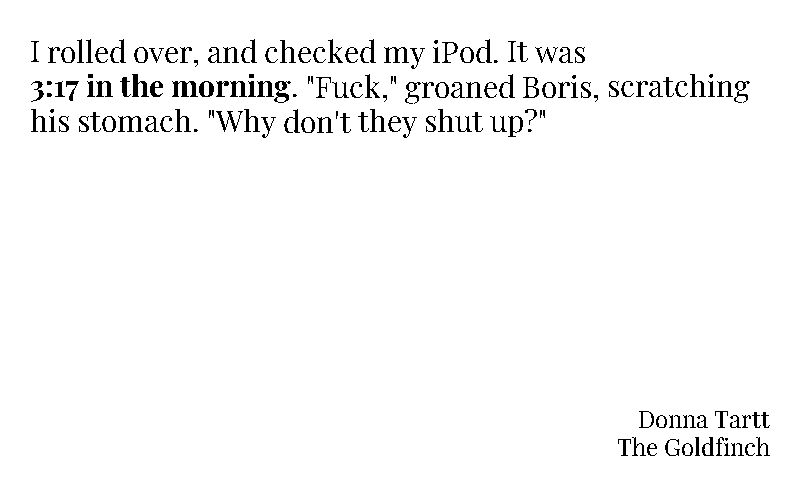 I rolled over, and checked my iPod. It was
3:17 in the morning. "Fuck," groaned Boris, scratching
his stomach. "Why don't they shut up?"
Donna Tartt
The Goldfinch